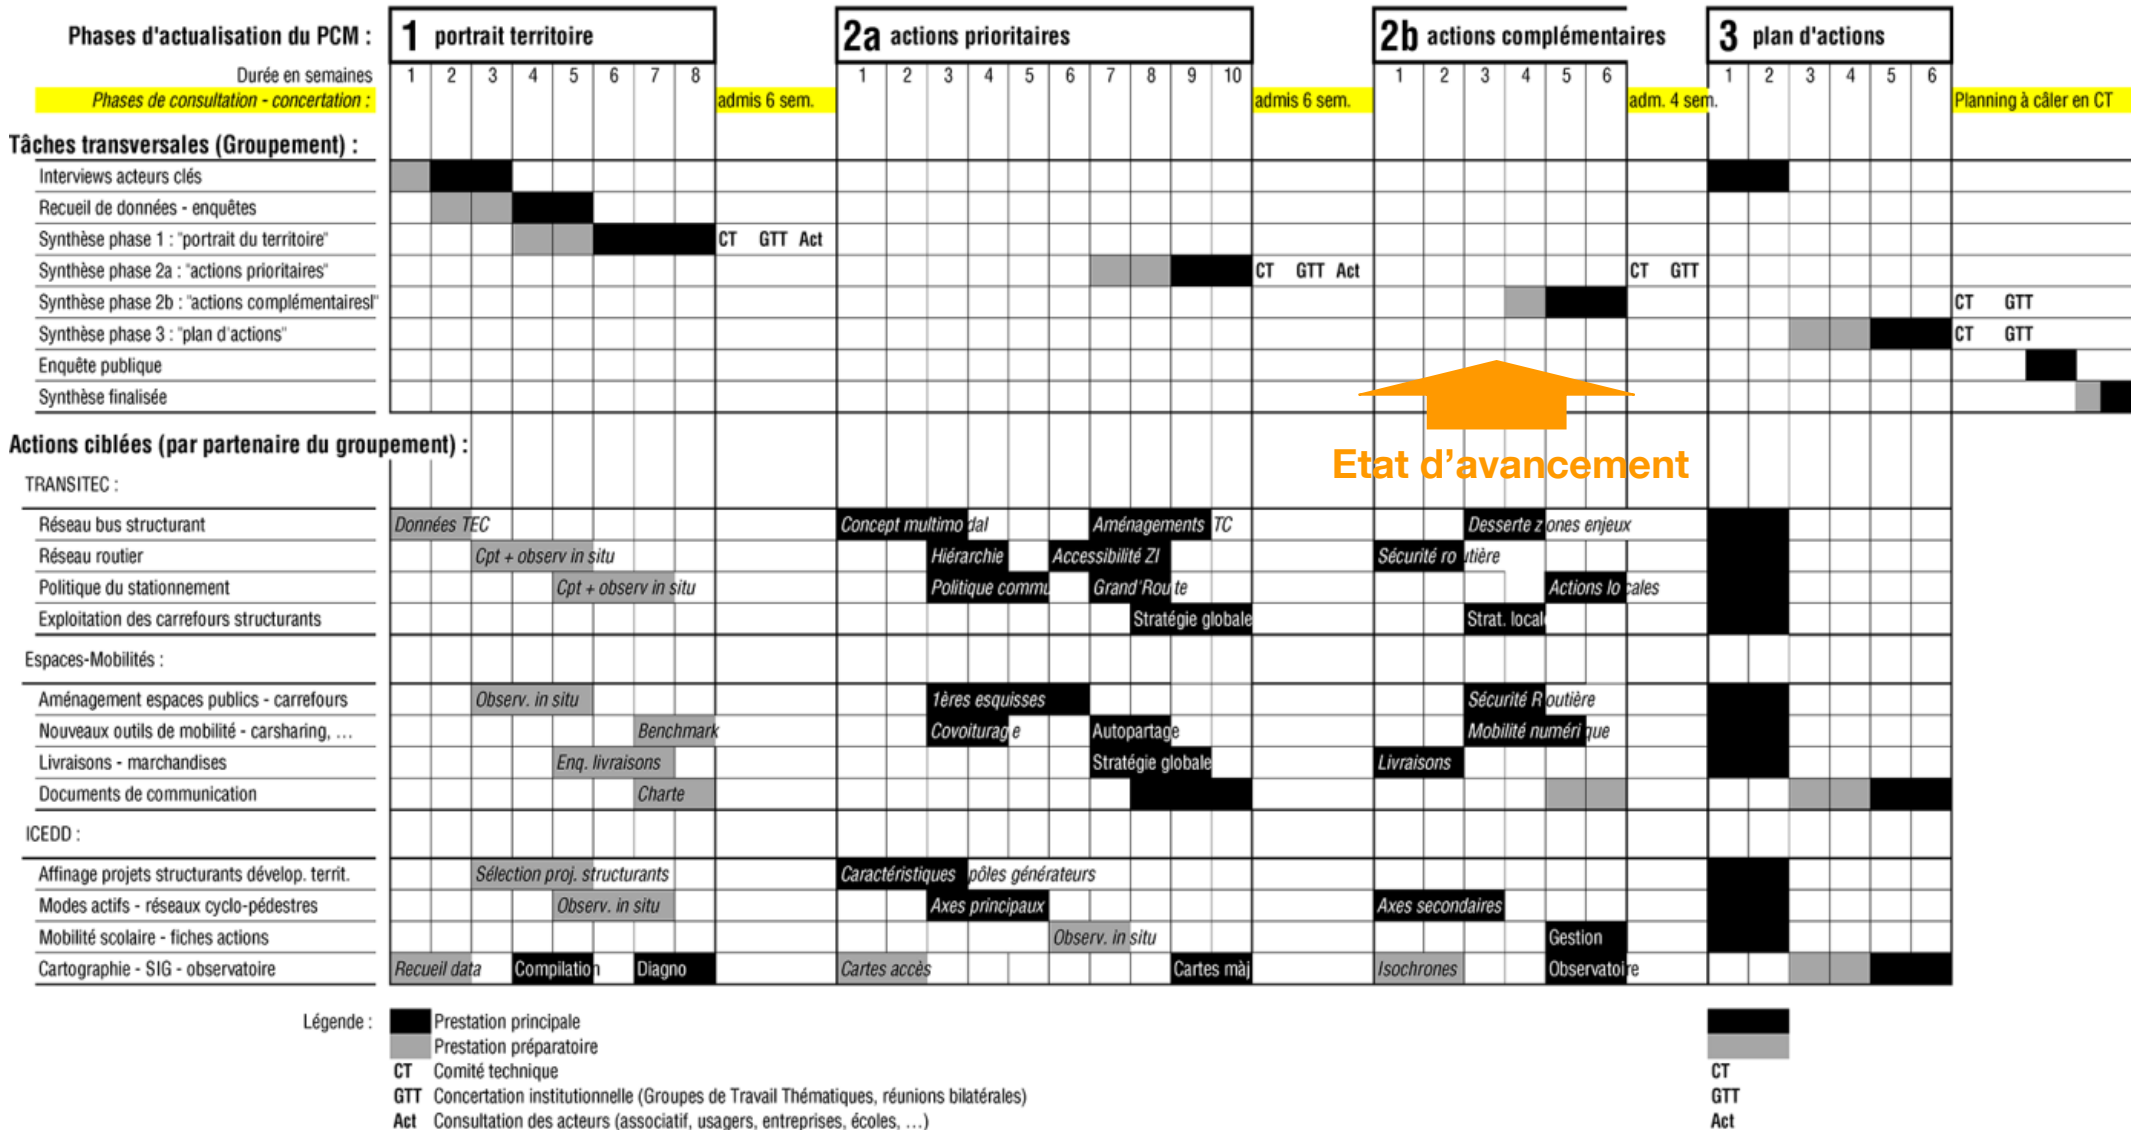 Phases d'actualisation du PCM : 1 portrait territoire 2a actions prioritaires 2b actions complémentaires 3 plan d'actions
Durée en semaines 1 2 3 4 5 6 7 8 1 2 3 4 5 6 7 8 9 10 1 2 3 4 5 6 1 2 3 4 5 6
Phases de consultation - concertation : admis 6 sem. admis 6 sem. adm. 4 sem. Planning à câler en CT
Tâches transversales (Groupement) :
Interviews acteurs clés
Recueil de données - enquêtes
Synthèse phase 1 : "portrait du territoire" CT GTT Act
Synthèse phase 2a : "actions prioritaires" CT GTT Act CT GTT
Synthèse phase 2b : "actions complémentairesl" CT GTT
Synthèse phase 3 : "plan d'actions" CT GTT
Enquête publique
Synthèse finalisée
Etat d'avancement
Actions ciblées (par partenaire du groupement) :
TRANSITEC :
Réseau bus structurant Données TEC Concept multimodal Aménagements TC Desserte zones enjeux
Réseau routier Cpt + observ in situ Hiérarchie Accessibilité ZI Sécurité routière
Politique du stationnement Cpt + observ in situ Politique commu Grand'Route Actions locales
Exploitation des carrefours structurants Stratégie globale Strat. local
Espaces-Mobilités :
Aménagement espaces publics - carrefours Observ. in situ 1ères esquisses Sécurité Routière
Nouveaux outils de mobilité - carsharing, ... Benchmark Covoiturage Autopartage Mobilité numérique
Livraisons - marchandises Enq. livraisons Stratégie globale Livraisons
Documents de communication Charte
ICEDD :
Affinage projets structurants dévelop. territ. Sélection proj. structurants Caractéristiques pôles générateurs
Modes actifs - réseaux cyclo-pédestres Observ. in situ Axes principaux Axes secondaires
Mobilité scolaire - fiches actions Observ. in situ Gestion
Cartographie - SIG - observatoire Recueil data Compilation Diagno Cartes accès Cartes màj Isochrones Observatoire
Légende : Prestation principale
Prestation préparatoire
CT Comité technique CT
GTT Concertation institutionnelle (Groupes de Travail Thématiques, réunions bilatérales) GTT
Act Consultation des acteurs (associatif, usagers, entreprises, écoles, ...) Act